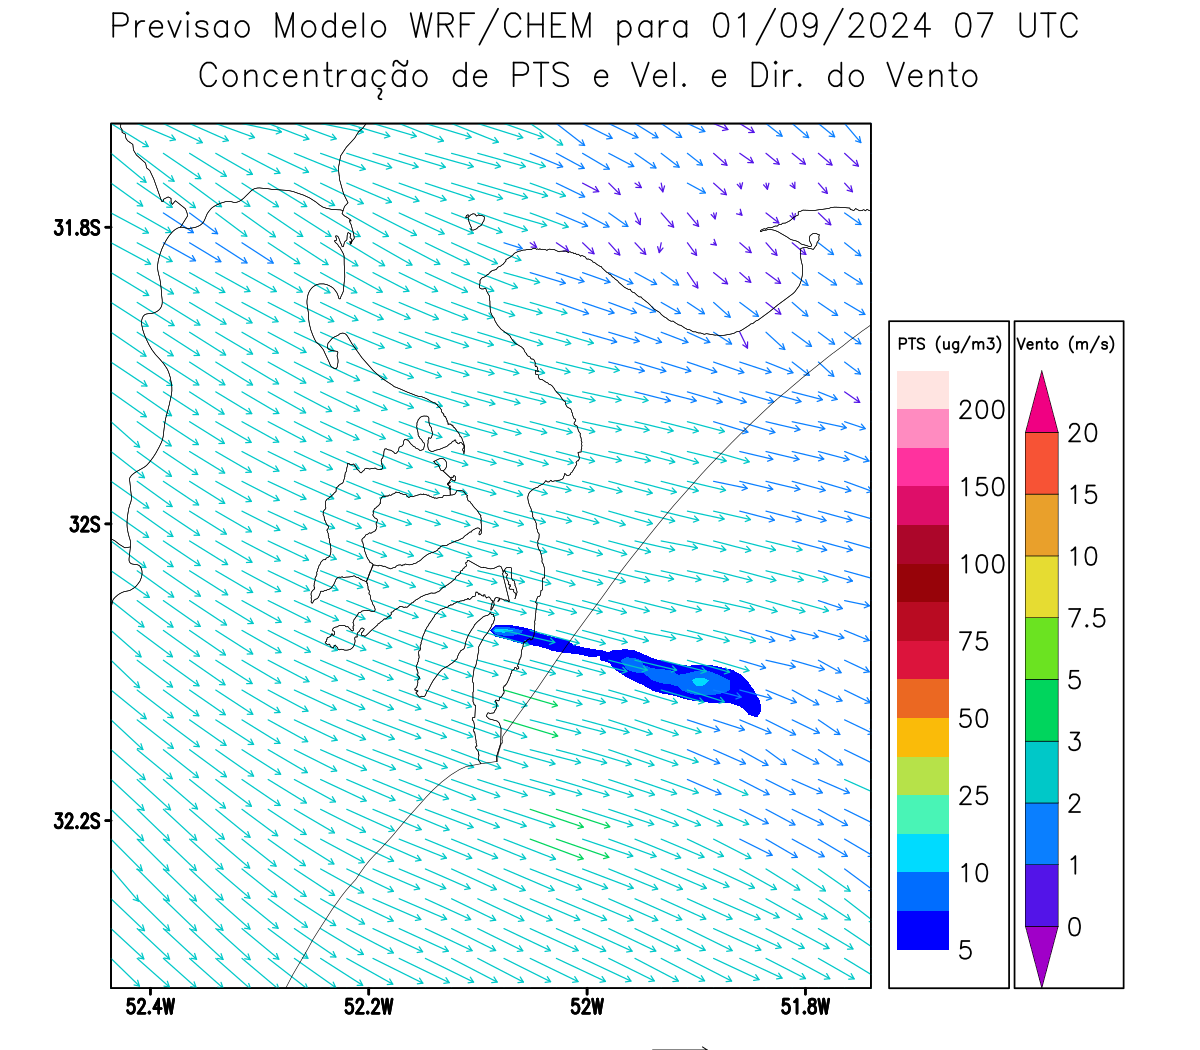 Previsao Modelo WRF/CHEM para 01/09/2024 07 UTC
Concentração de PTS e Vel. e Dir. do Vento
31.8S
32S
32.2S
52.4W 52.2W 52W 51.8W
PTS (ug/m3)
200
150
100
75
50
25
10
5
Vento (m/s)
20
15
10
7.5
5
3
2
1
0